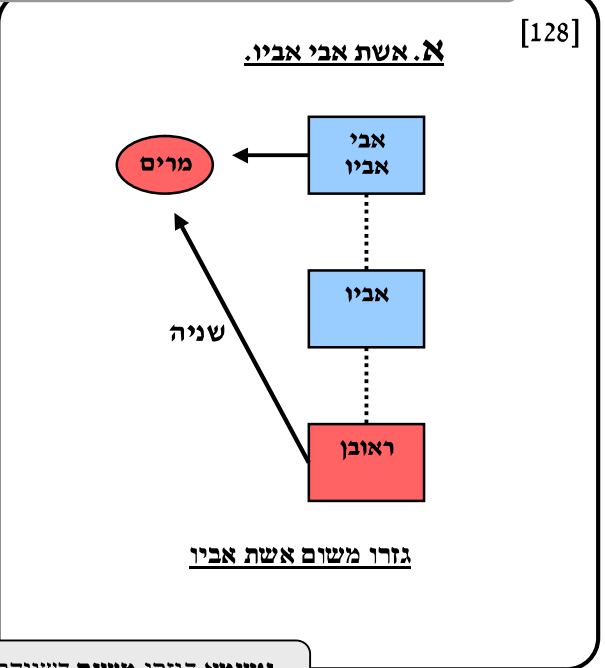 [128]
א. אשת אבי אביו.
אבי
אביו
מרים
אביו
שניה
ראובן
גזרו משום אשת אביו